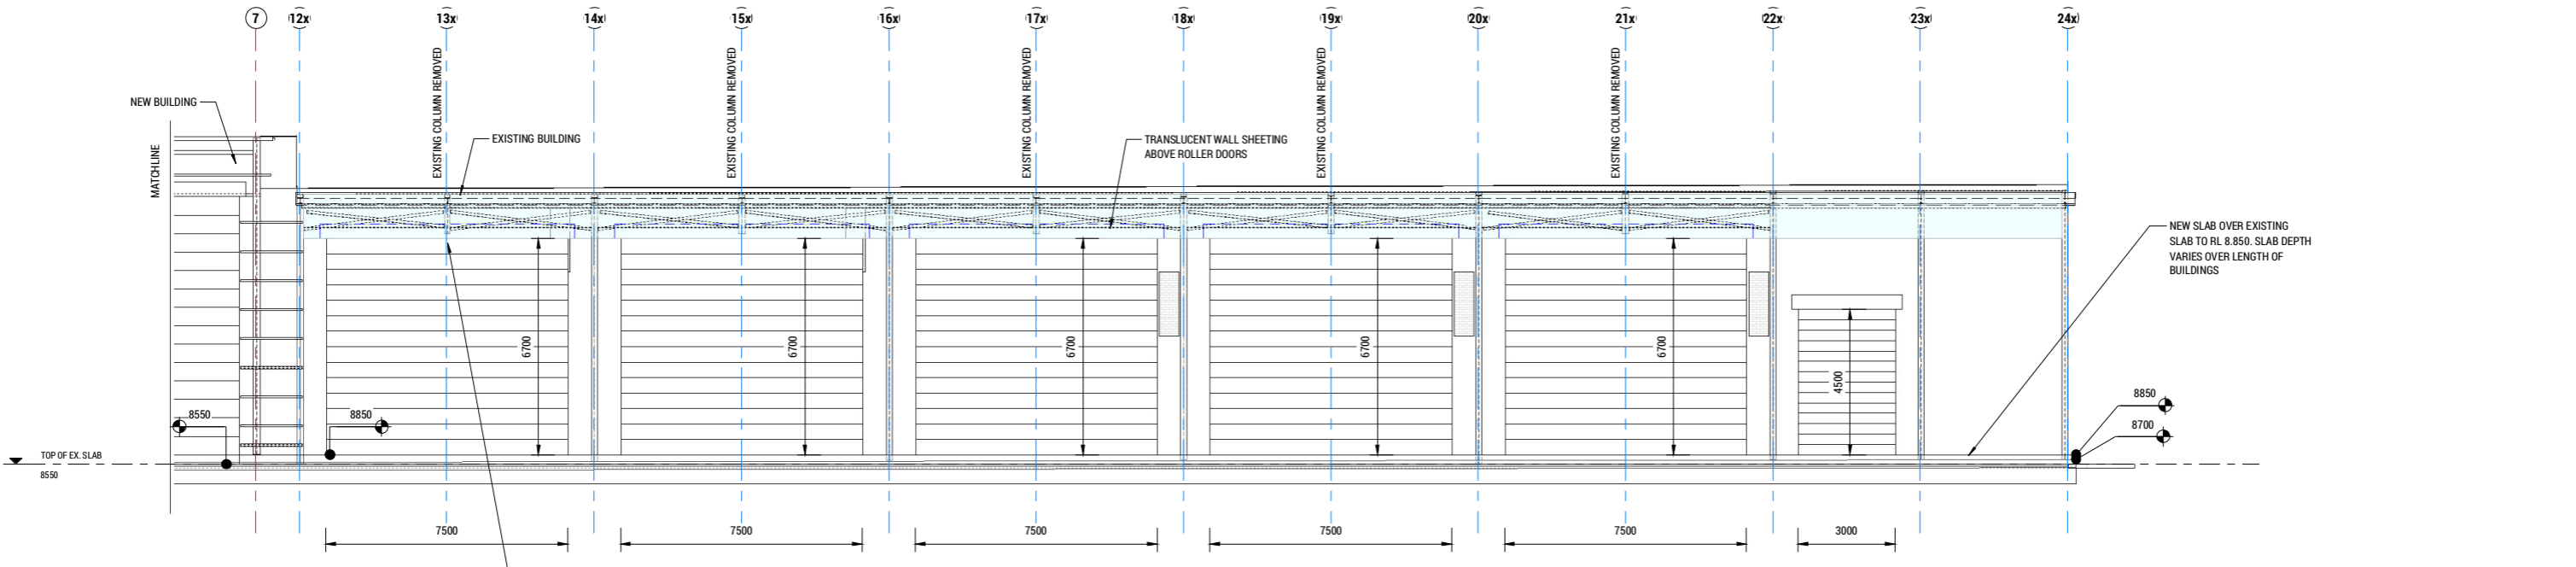 7
12x
13x
14x
15x
16x
17x
18x
19x
20x
21x
22x
23x
24x
EXISTING COLUMN REMOVED
EXISTING COLUMN REMOVED
EXISTING COLUMN REMOVED
EXISTING COLUMN REMOVED
EXISTING COLUMN REMOVED
NEW BUILDING
EXISTING BUILDING
TRANSLUCENT WALL SHEETING
ABOVE ROLLER DOORS
MATCHLINE
NEW SLAB OVER EXISTING
SLAB TO RL 8.850. SLAB DEPTH
VARIES OVER LENGTH OF
BUILDINGS
6700
6700
6700
6700
6700
4500
8550
8850
8850
8700
TOP OF EX. SLAB
8550
7500
7500
7500
7500
7500
3000